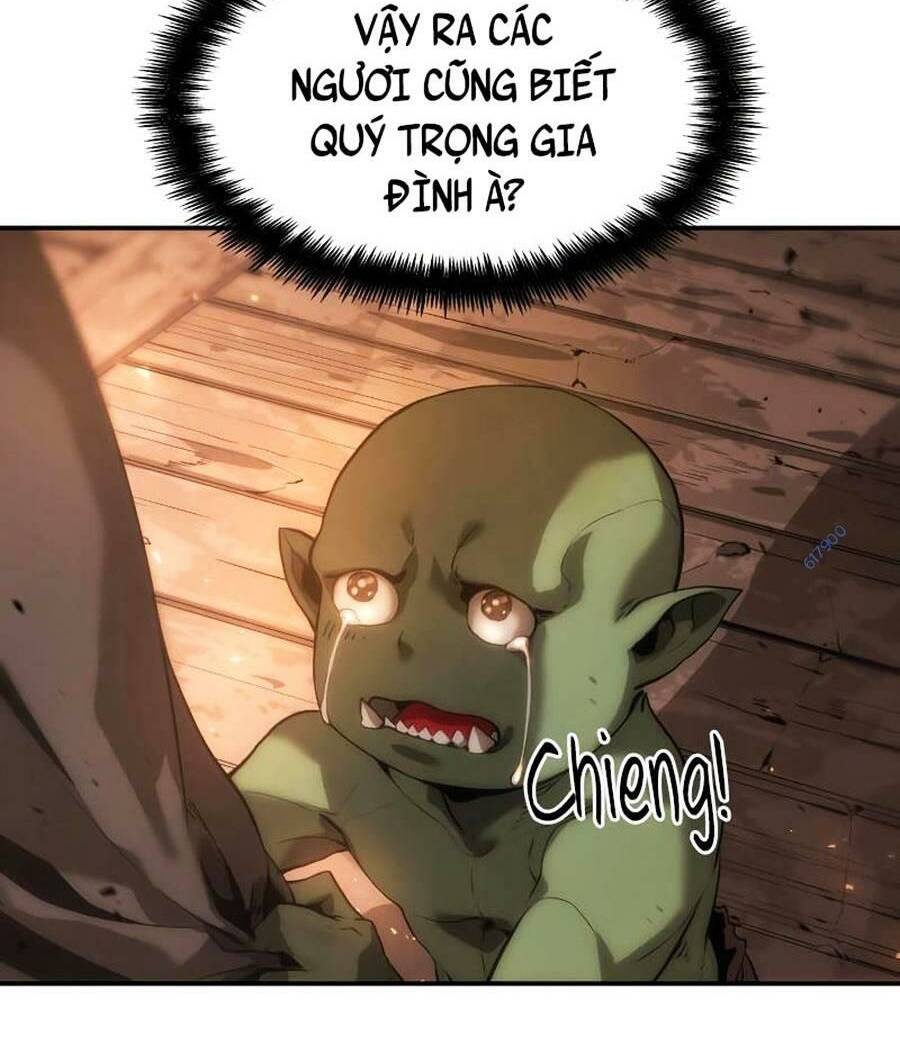 VẬY RA CÁC
NGƯƠI CŨNG BIẾT
QUÝ TRỌNG GIA
ĐÌNH À?
617900
Chieng!